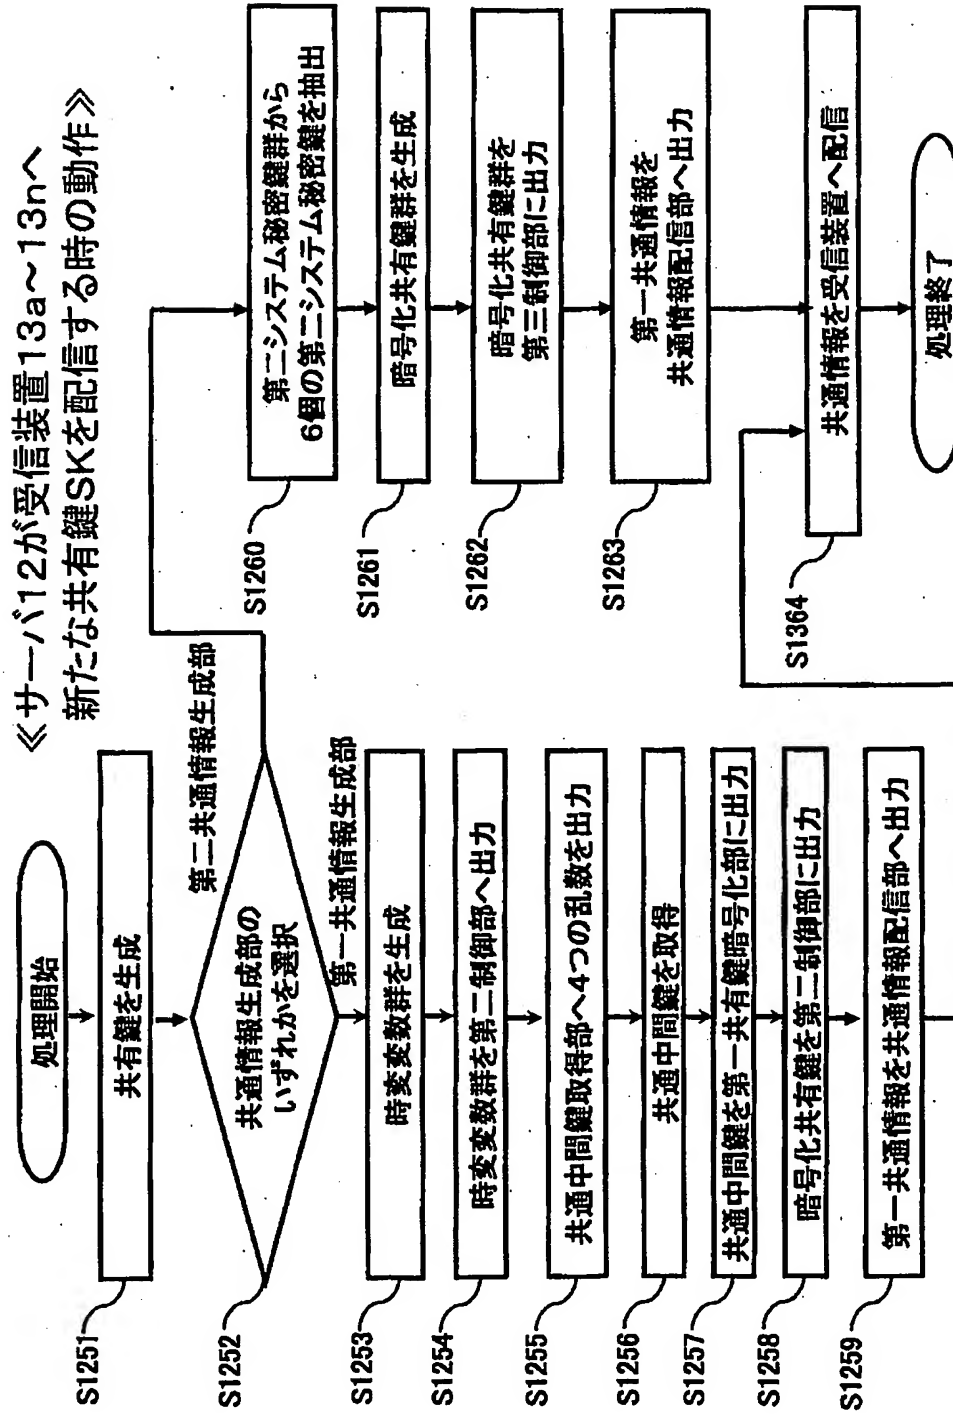 ≪サーバ12が受信装置13a～13nへ
新たな共有鍵SKを配信する時の動作≫
処理開始
S1251
共有鍵を生成
S1252
共通情報生成部の
いずれかを選択
第二共通情報生成部
第一共通情報生成部
S1253
時変変数群を生成
S1254
時変変数群を第二制御部へ出力
S1255
共通中間鍵取得部へ4つの乱数を出力
S1256
共通中間鍵を取得
S1257
共通中間鍵を第一共有鍵暗号化部に出力
S1258
暗号化共有鍵を第二制御部に出力
S1259
第一共通情報を共通情報配信部へ出力
S1260
第二システム秘密鍵群から
6個の第二システム秘密鍵を抽出
S1261
暗号化共有鍵群を生成
S1262
暗号化共有鍵群を
第三制御部に出力
S1263
第一共通情報を
共通情報配信部へ出力
S1364
共通情報を受信装置へ配信
処理終了